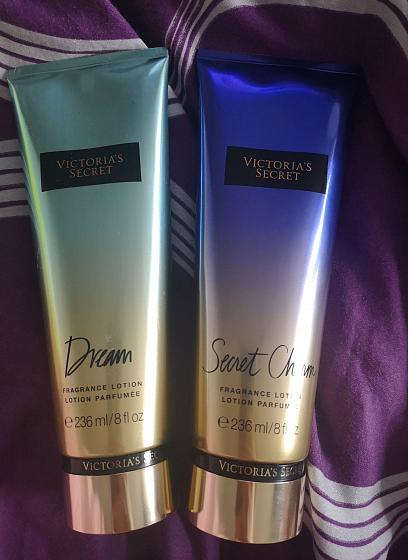 VICTORIA'S
SECRET
Dream
FRAGRANCE LOTION
LOTION PARFUMÉE
℮236 ml/8 fl oz
VICTORIA'S
VICTORIA'S
SECRET
Secret Charm
FRAGRANCE LOTION
LOTION PARFUMÉE
℮236 ml/8 fl oz
VICTORIA'S